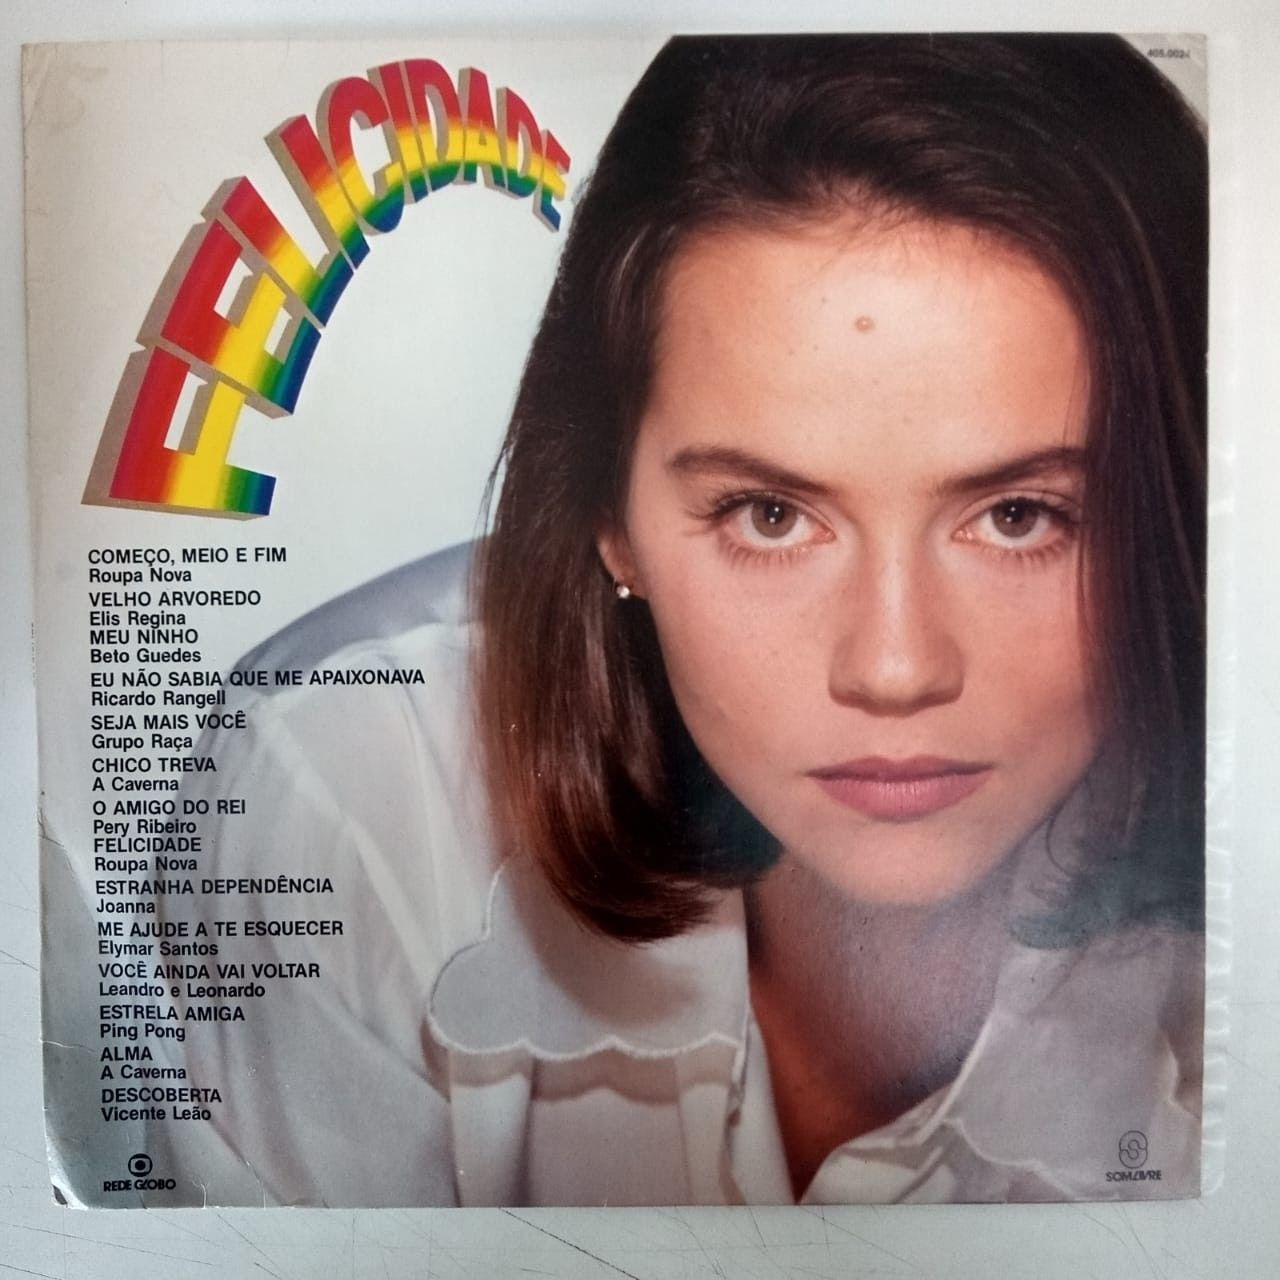 FELICIDADE
COMEÇO, MEIO E FIM
Roupa Nova
VELHO ARVOREDO
Elis Regina
MEU NINHO
Beto Guedes
EU NÃO SABIA QUE ME APAIXONAVA
Ricardo Rangell
SEJA MAIS VOCÊ
Grupo Raça
CHICO TREVA
A Caverna
O AMIGO DO REI
Pery Ribeiro
FELICIDADE
Roupa Nova
ESTRANHA DEPENDÊNCIA
Joanna
ME AJUDE A TE ESQUECER
Elymar Santos
VOCÊ AINDA VAI VOLTAR
Leandro e Leonardo
ESTRELA AMIGA
Ping Pong
ALMA
A Caverna
DESCOBERTA
Vicente Leão
REDE GLOBO
SOM LIVRE